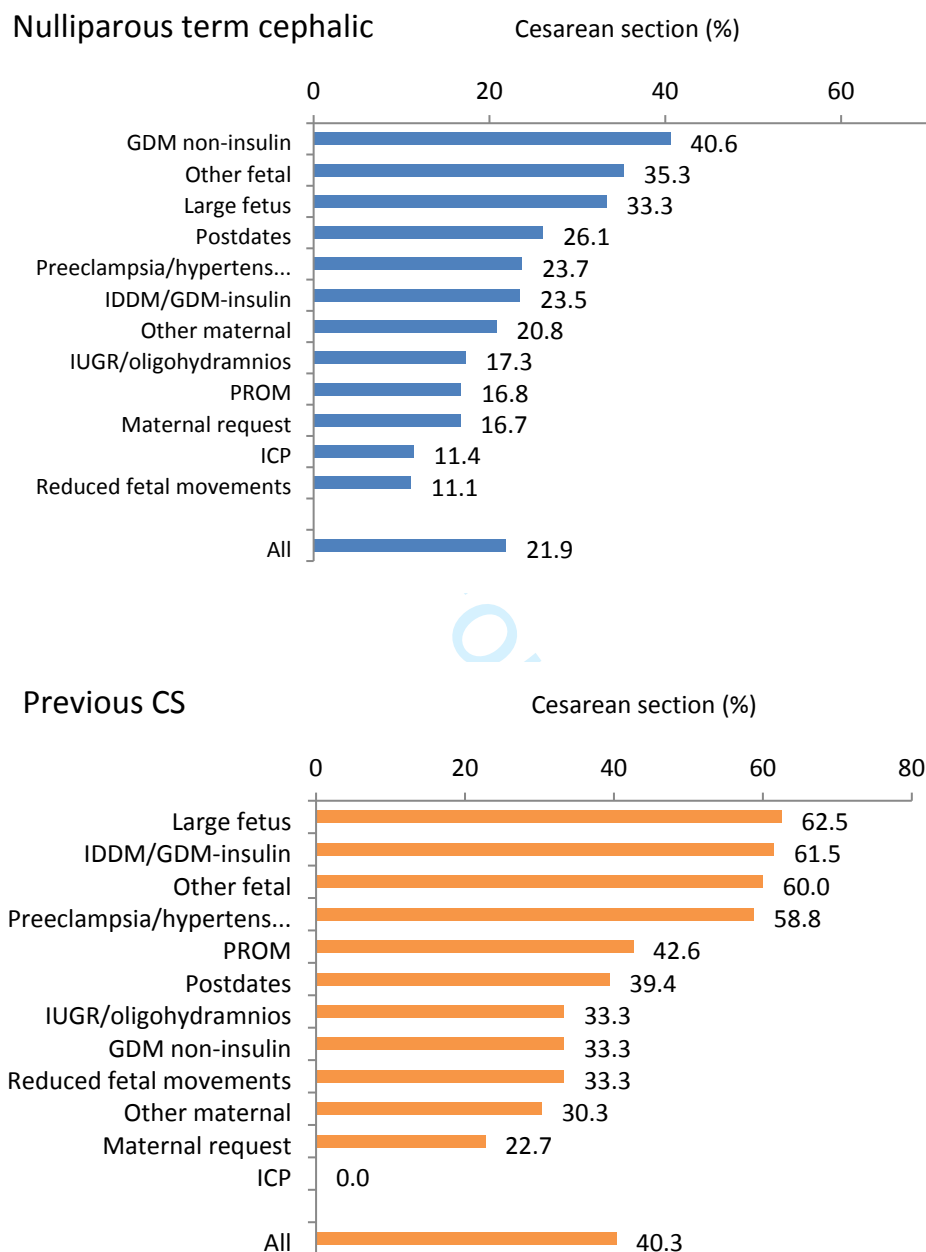 Nulliparous term cephalic Cesarean section (%)
0 20 40 60
GDM non-insulin 40.6
Other fetal 35.3
Large fetus 33.3
Postdates 26.1
Preeclampsia/hypertens... 23.7
IDDM/GDM-insulin 23.5
Other maternal 20.8
IUGR/oligohydramnios 17.3
PROM 16.8
Maternal request 16.7
ICP 11.4
Reduced fetal movements 11.1
All 21.9
Previous CS Cesarean section (%)
0 20 40 60 80
Large fetus 62.5
IDDM/GDM-insulin 61.5
Other fetal 60.0
Preeclampsia/hypertens... 58.8
PROM 42.6
Postdates 39.4
IUGR/oligohydramnios 33.3
GDM non-insulin 33.3
Reduced fetal movements 33.3
Other maternal 30.3
Maternal request 22.7
ICP 0.0
All 40.3